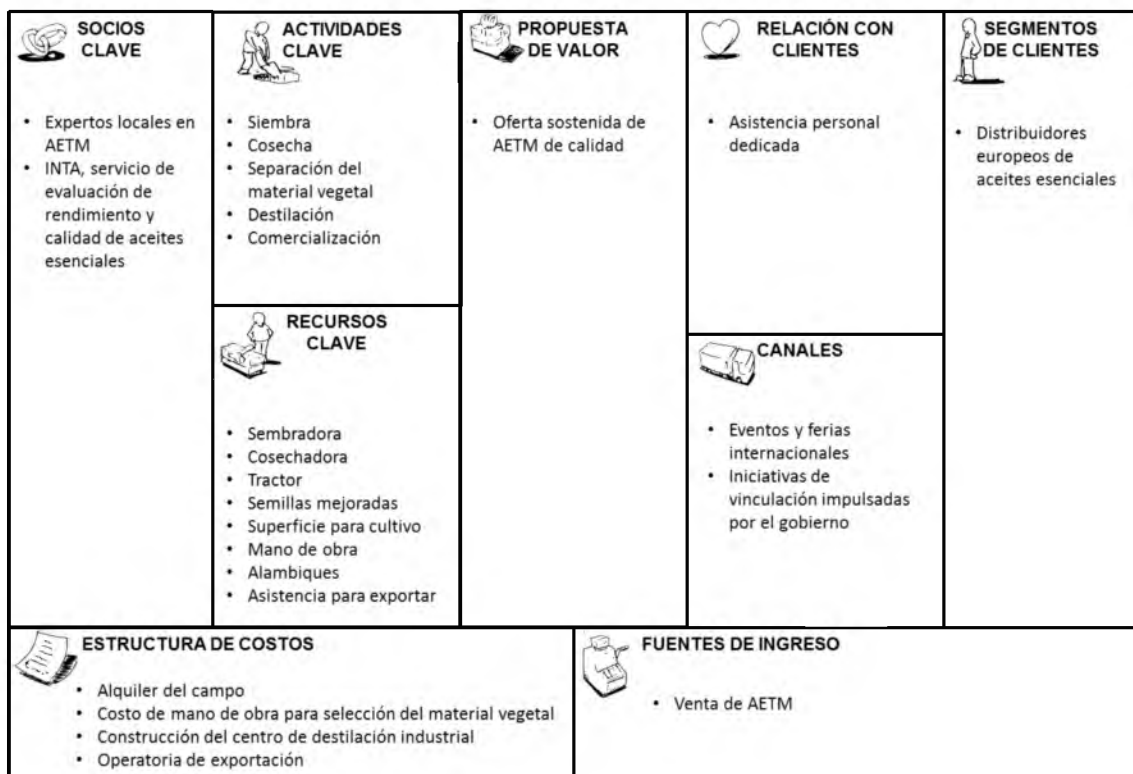 SOCIOS
CLAVE
• Expertos locales en
AETM
• INTA, servicio de
evaluación de
rendimiento y
calidad de aceites
esenciales
ACTIVIDADES
CLAVE
• Siembra
• Cosecha
• Separación del
material vegetal
• Destilación
• Comercialización
RECURSOS
CLAVE
• Sembradora
• Cosechadora
• Tractor
• Semillas mejoradas
• Superficie para cultivo
• Mano de obra
• Alambiques
• Asistencia para exportar
PROPUESTA
DE VALOR
• Oferta sostenida de
AETM de calidad
RELACIÓN CON
CLIENTES
• Asistencia personal
dedicada
CANALES
• Eventos y ferias
internacionales
• Iniciativas de
vinculación impulsadas
por el gobierno
SEGMENTOS
DE CLIENTES
• Distribuidores
europeos de
aceites esenciales
ESTRUCTURA DE COSTOS
• Alquiler del campo
• Costo de mano de obra para selección del material vegetal
• Construcción del centro de destilación industrial
• Operatoria de exportación
FUENTES DE INGRESO
• Venta de AETM